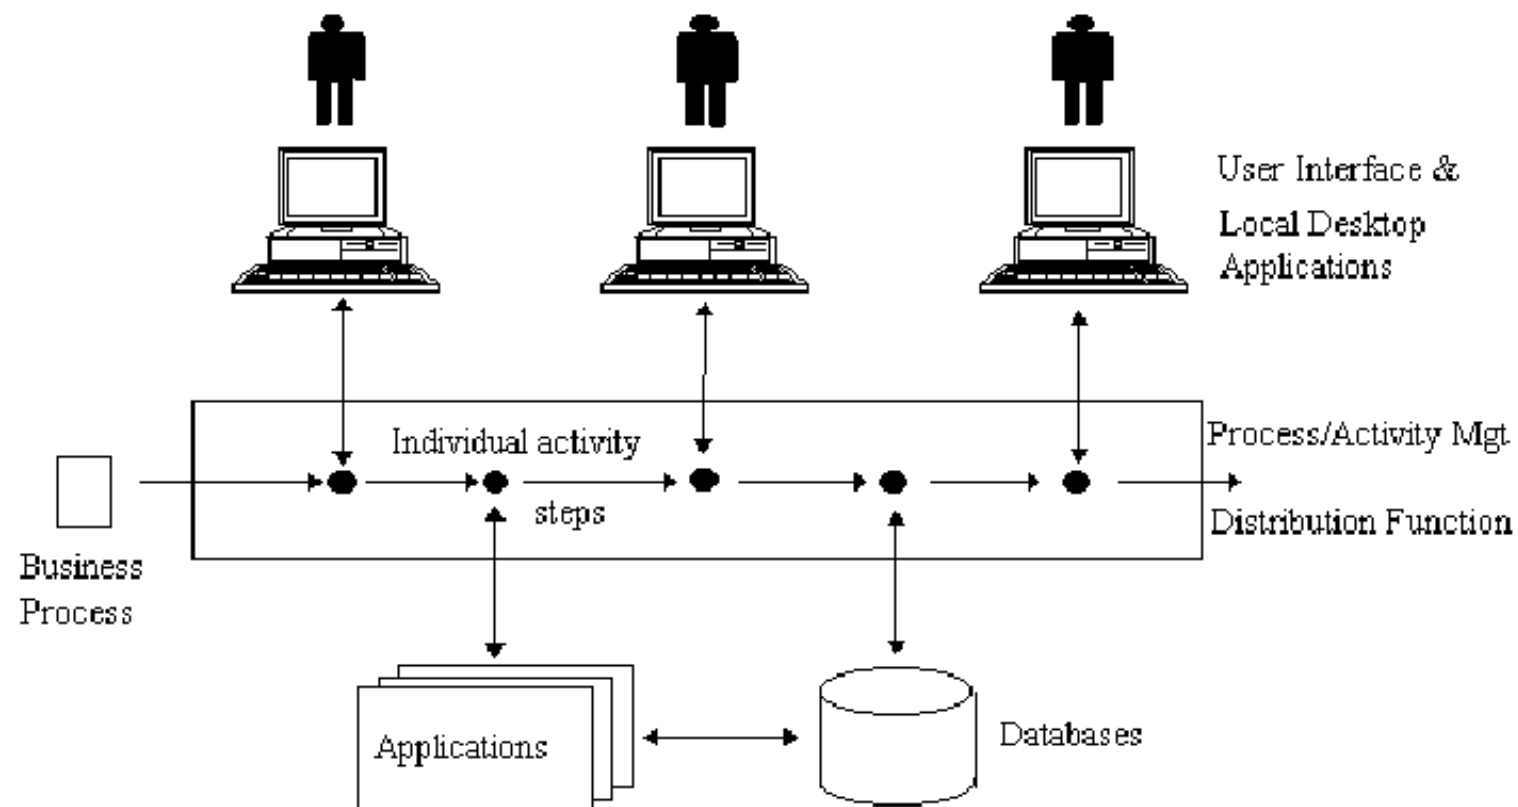 User Interface &
Local Desktop
Applications
Individual activity
steps
Process/Activity Mgt
Distribution Function
Business
Process
Applications
Databases